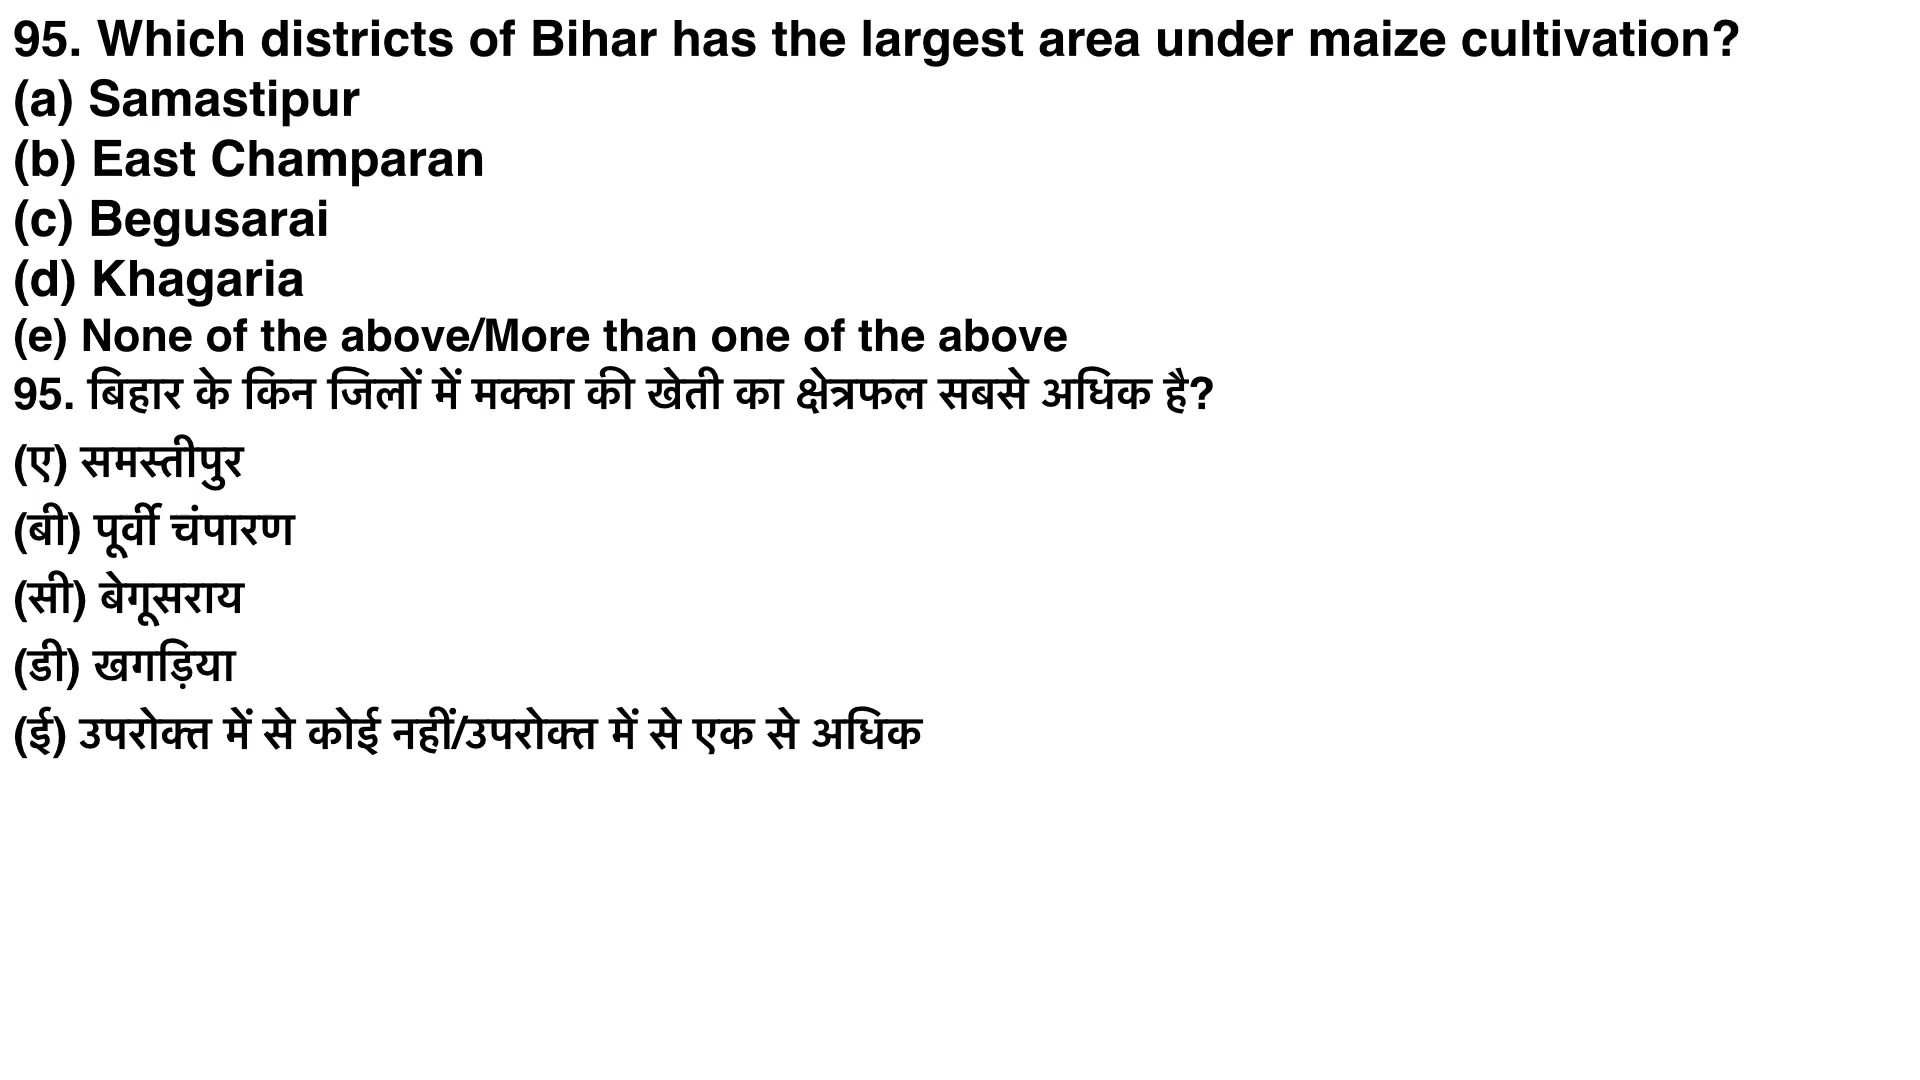 95. Which districts of Bihar has the largest area under maize cultivation?
(a) Samastipur
(b) East Champaran
(c) Begusarai
(d) Khagaria
(e) None of the above/More than one of the above
95. बिहार के किन जिलों में मक्का की खेती का क्षेत्रफल सबसे अधिक है?
(ए) समस्तीपुर
(बी) पूर्वी चंपारण
(सी) बेगूसराय
(डी) खगड़िया
(ई) उपरोक्त में से कोई नहीं/उपरोक्त में से एक से अधिक